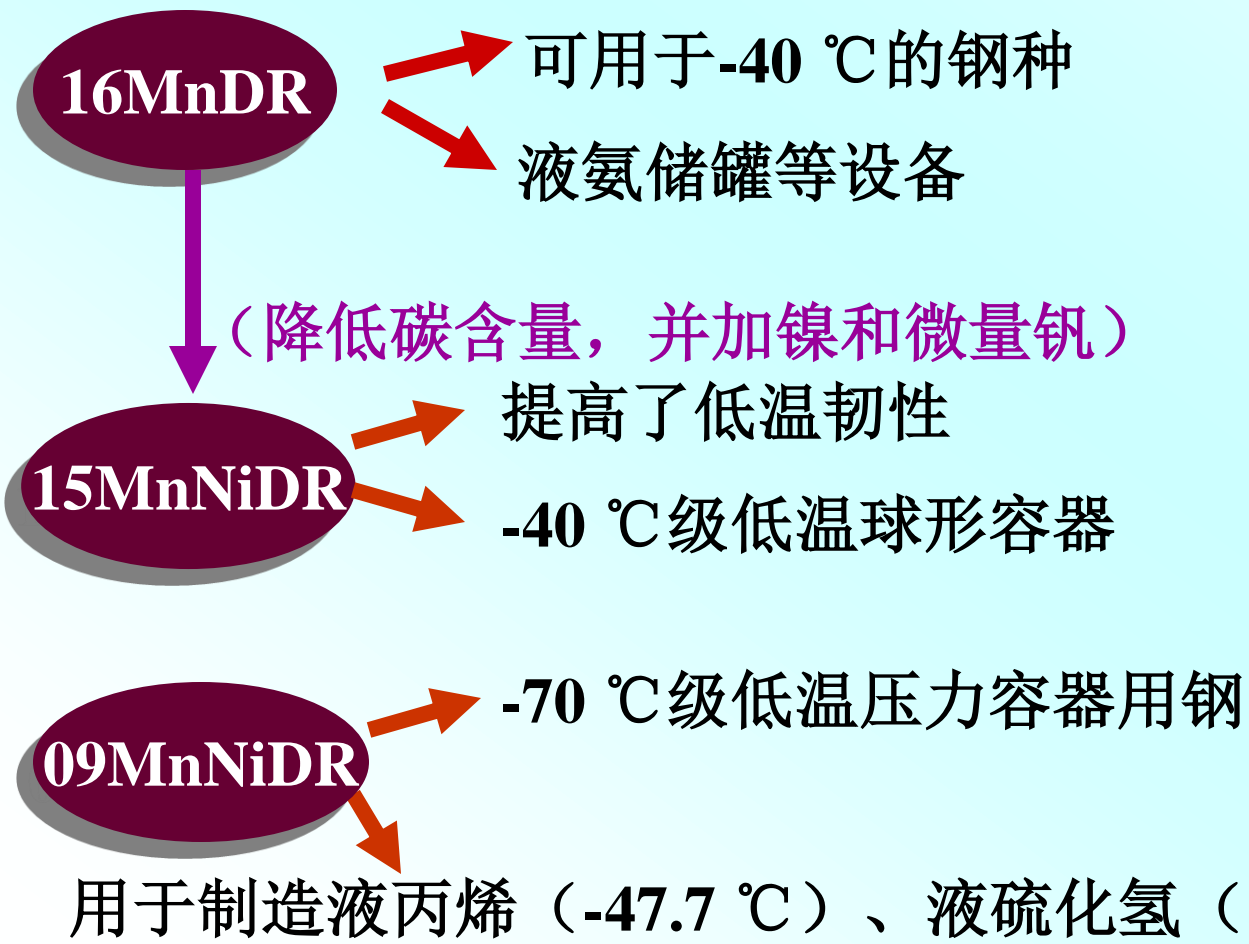 16MnDR
可用于-40 ℃的钢种
液氨储罐等设备
（降低碳含量，并加镍和微量钒）
15MnNiDR
提高了低温韧性
-40 ℃级低温球形容器
09MnNiDR
-70 ℃级低温压力容器用钢
用于制造液丙烯（-47.7 ℃）、液硫化氢（